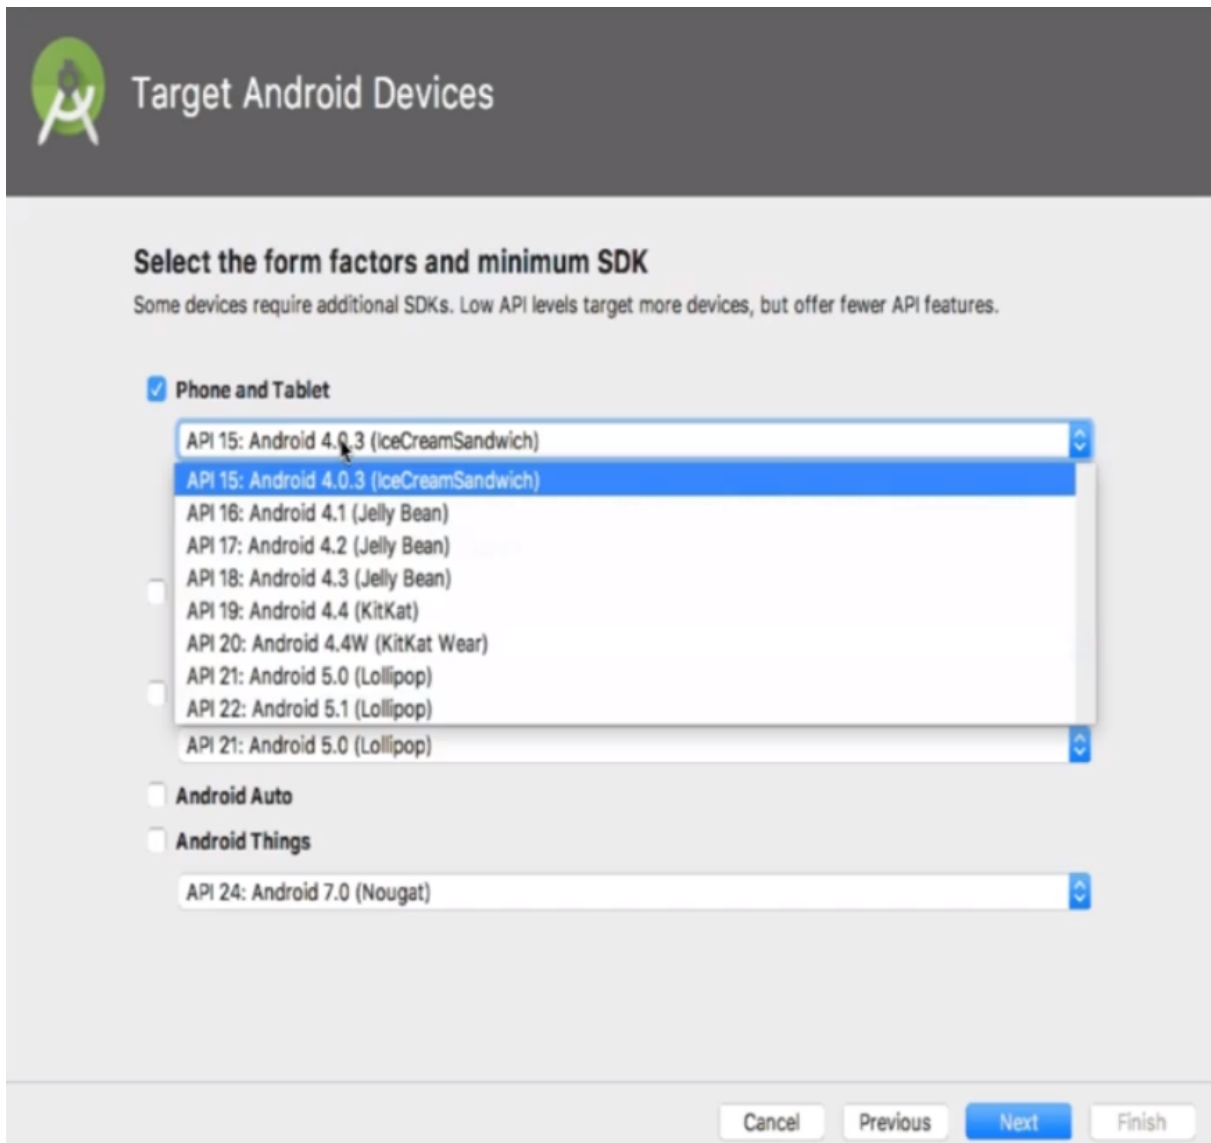 Target Android Devices
Select the form factors and minimum SDK
Some devices require additional SDKs. Low API levels target more devices, but offer fewer API features.
Phone and Tablet
API 15: Android 4.0.3 (IceCreamSandwich)
API 15: Android 4.0.3 (IceCreamSandwich)
API 16: Android 4.1 (Jelly Bean)
API 17: Android 4.2 (Jelly Bean)
API 18: Android 4.3 (Jelly Bean)
API 19: Android 4.4 (KitKat)
API 20: Android 4.4W (KitKat Wear)
API 21: Android 5.0 (Lollipop)
API 22: Android 5.1 (Lollipop)
API 21: Android 5.0 (Lollipop)
Android Auto
Android Things
API 24: Android 7.0 (Nougat)
Cancel Previous Next Finish